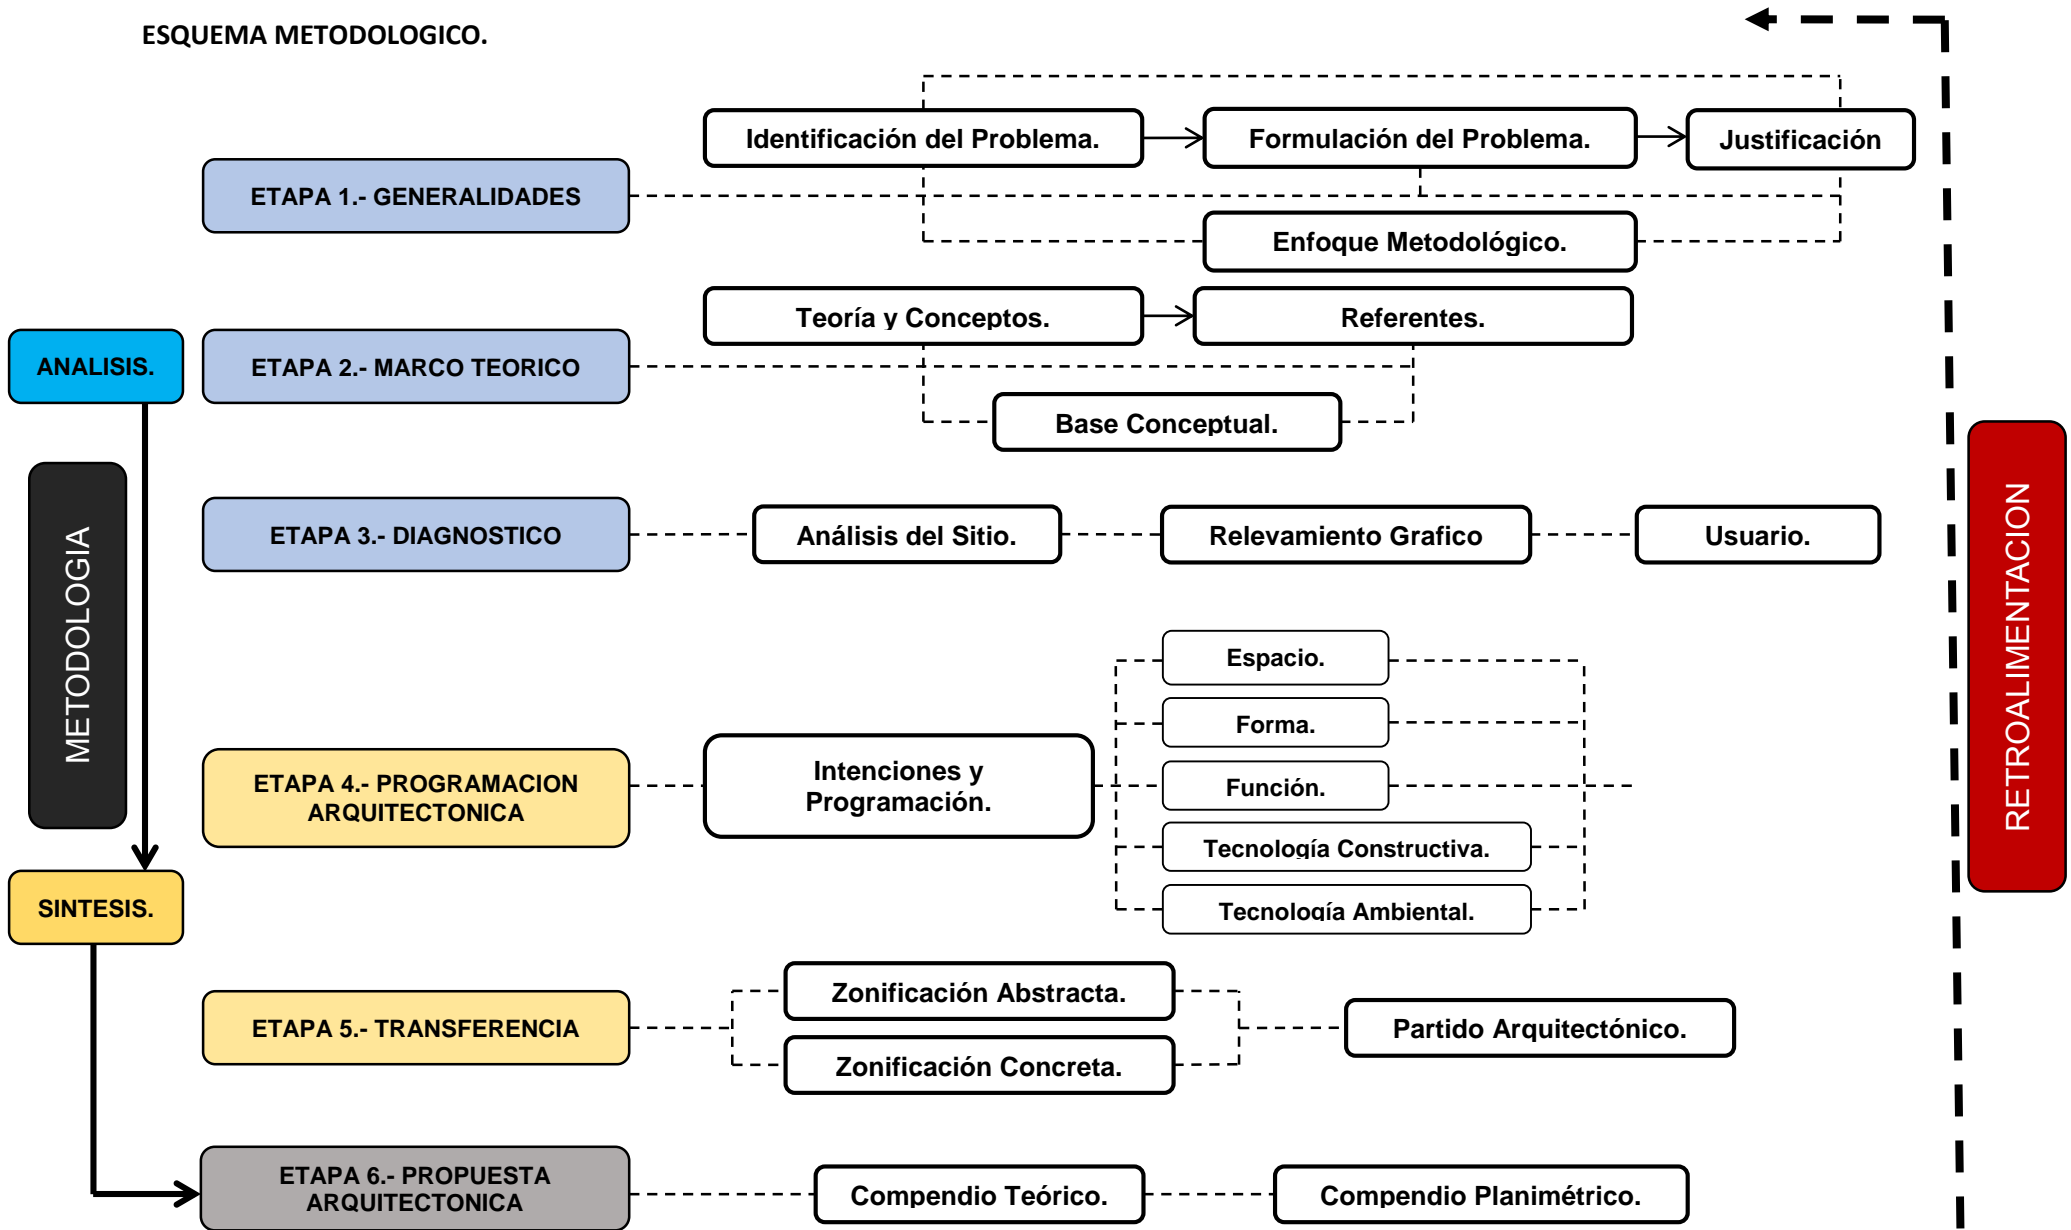 ESQUEMA METODOLOGICO.
Identificación del Problema.
Formulación del Problema.
Justificación
ETAPA 1.- GENERALIDADES
Enfoque Metodológico.
Teoría y Conceptos.
Referentes.
ANALISIS.
ETAPA 2.- MARCO TEORICO
Base Conceptual.
METODOLOGIA
ETAPA 3.- DIAGNOSTICO
Análisis del Sitio.
Relevamiento Grafico
Usuario.
RETROALIMENTACION
Espacio.
Forma.
ETAPA 4.- PROGRAMACION
ARQUITECTONICA
Intenciones y
Programación.
Función.
Tecnología Constructiva.
Tecnología Ambiental.
SINTESIS.
Zonificación Abstracta.
ETAPA 5.- TRANSFERENCIA
Partido Arquitectónico.
Zonificación Concreta.
ETAPA 6.- PROPUESTA
ARQUITECTONICA
Compendio Teórico.
Compendio Planimétrico.